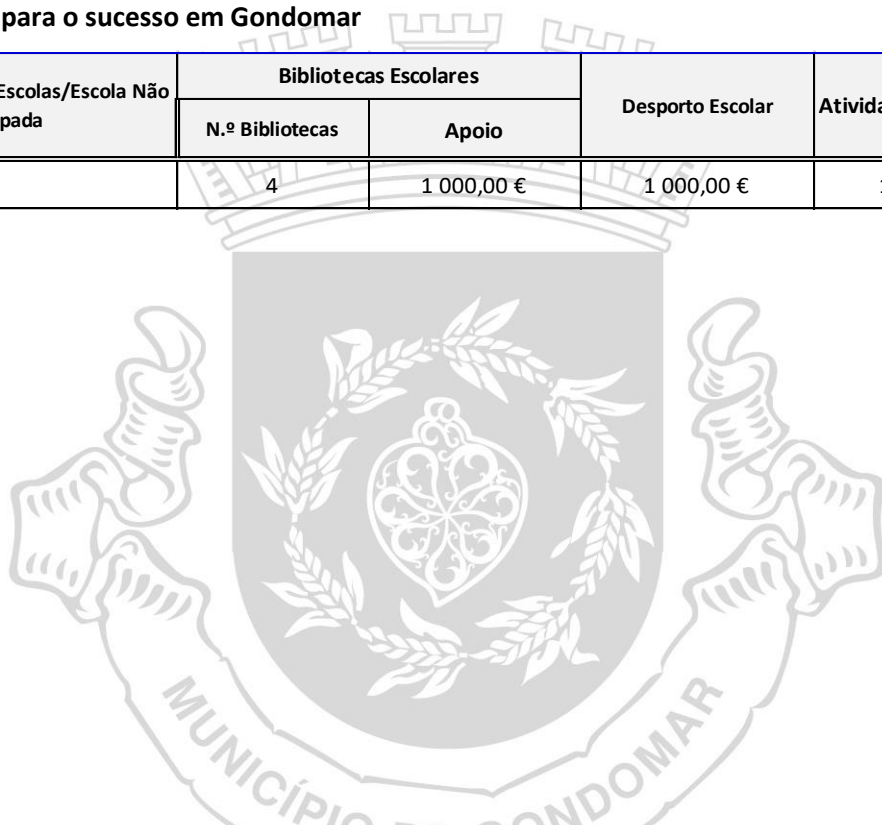 para o sucesso em Gondomar
Escolas/Escola Não
Bibliotecas Escolares
Desporto Escolar
N.º Bibliotecas
Apoio
4
1 000,00 €
1 000,00 €
MUNICÍPIO
GONDOMAR